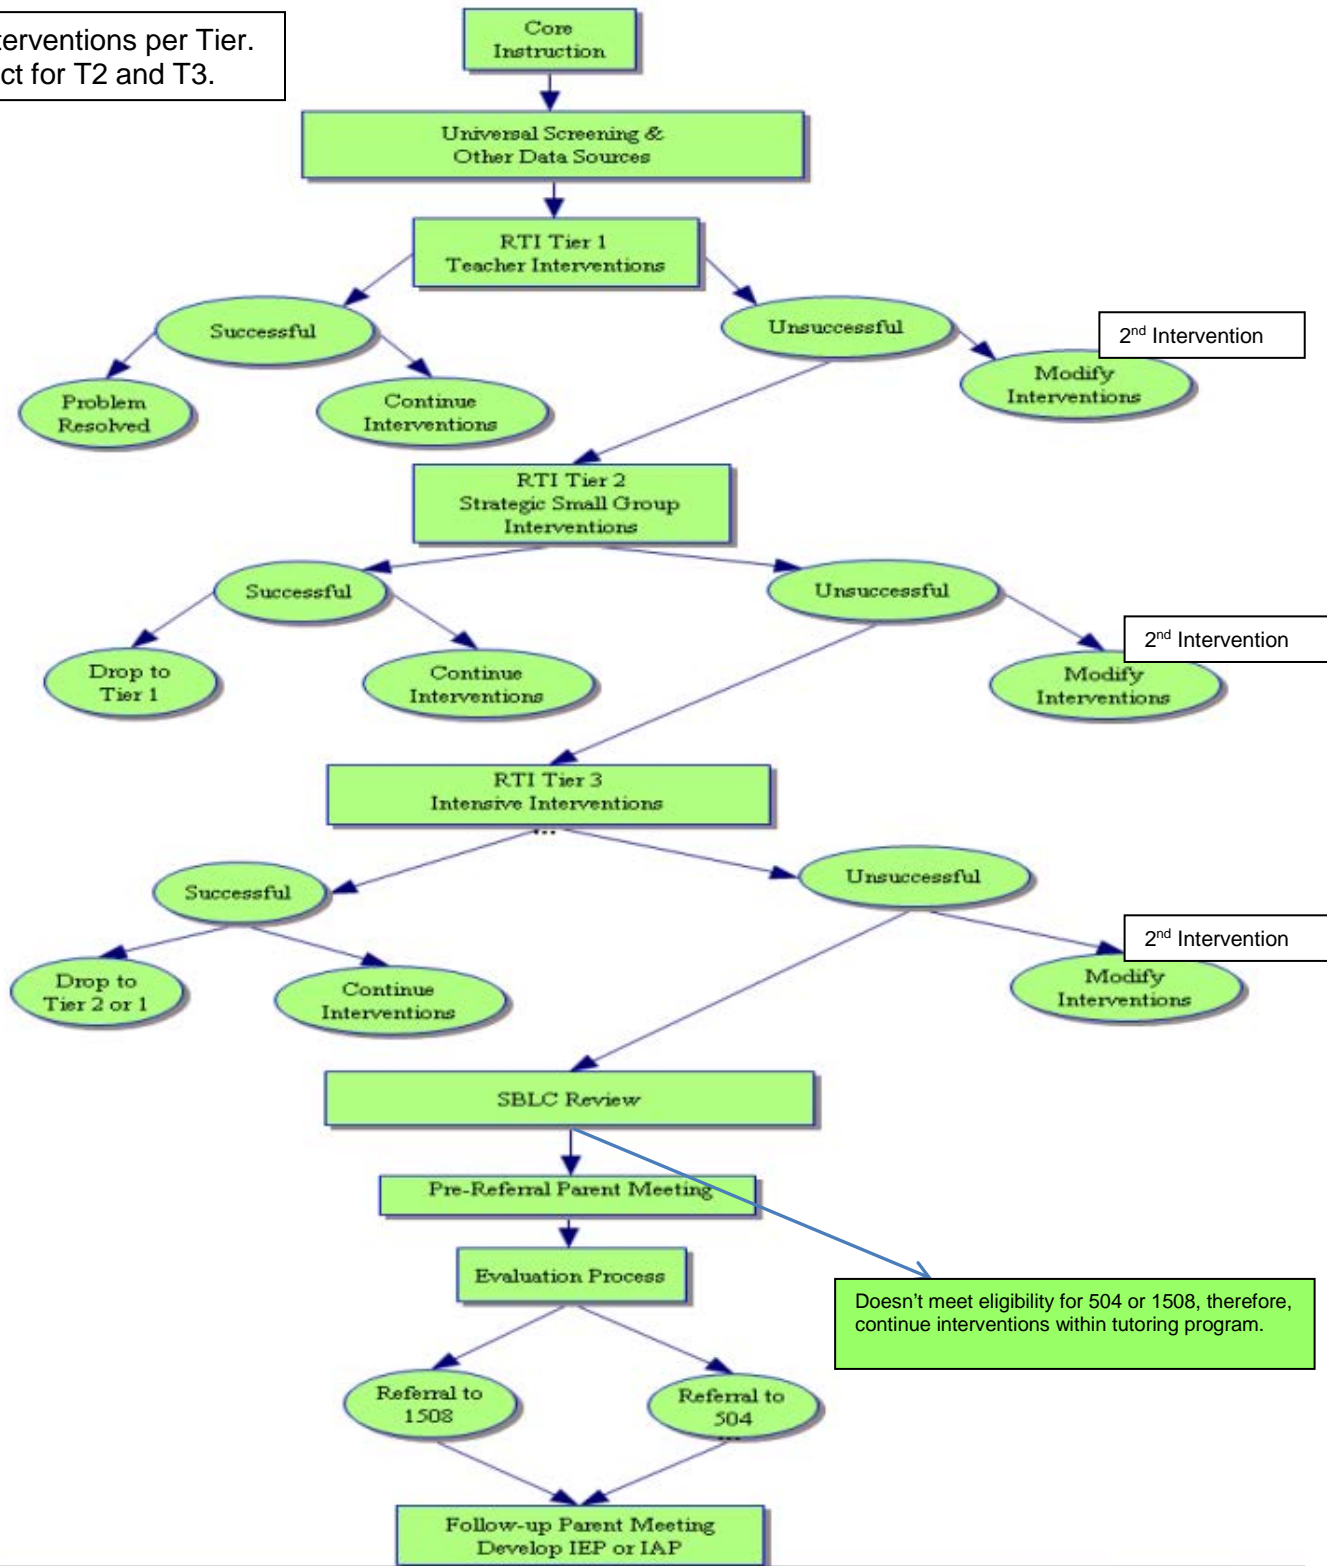 terventions per Tier.
ct for T2 and T3.
Core
Instruction
Universal Screening &
Other Data Sources
RTI Tier 1
Teacher Interventions
Successful
Unsuccessful
2nd Intervention
Problem
Resolved
Continue
Interventions
Modify
Interventions
RTI Tier 2
Strategic Small Group
Interventions
Successful
Unsuccessful
2nd Intervention
Drop to
Tier 1
Continue
Interventions
Modify
Interventions
RTI Tier 3
Intensive Interventions
...
Successful
Unsuccessful
2nd Intervention
Drop to
Tier 2 or 1
Continue
Interventions
Modify
Interventions
SBLC Review
Pre-Referral Parent Meeting
Evaluation Process
Doesn’t meet eligibility for 504 or 1508, therefore,
continue interventions within tutoring program.
Referral to
1508
Referral to
504
...
Follow-up Parent Meeting
Develop IEP or IAP